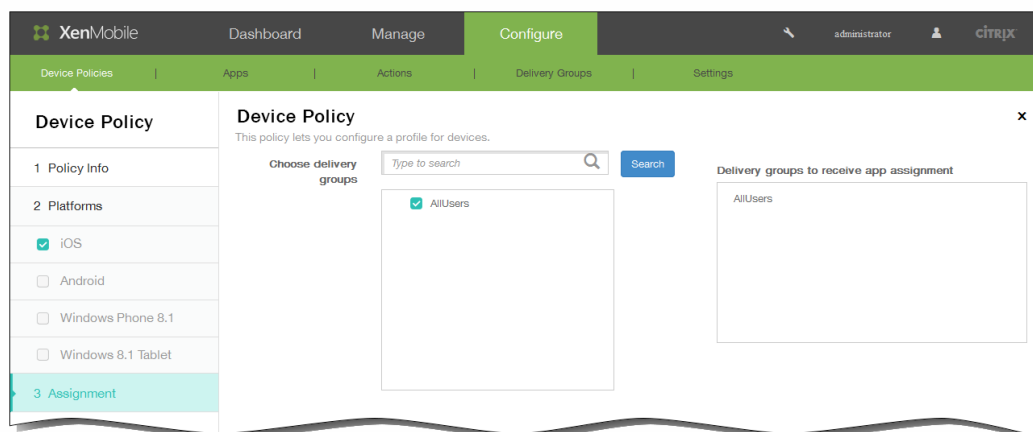 XenMobile Dashboard Manage Configure administrator CİTRIX
Device Policies | Apps | Actions | Delivery Groups | Settings
Device Policy
1 Policy Info
2 Platforms
iOS
Android
Windows Phone 8.1
Windows 8.1 Tablet
3 Assignment
Device Policy x
This policy lets you configure a profile for devices.
Choose delivery
groups
Type to search Search
AllUsers
Delivery groups to receive app assignment
AllUsers